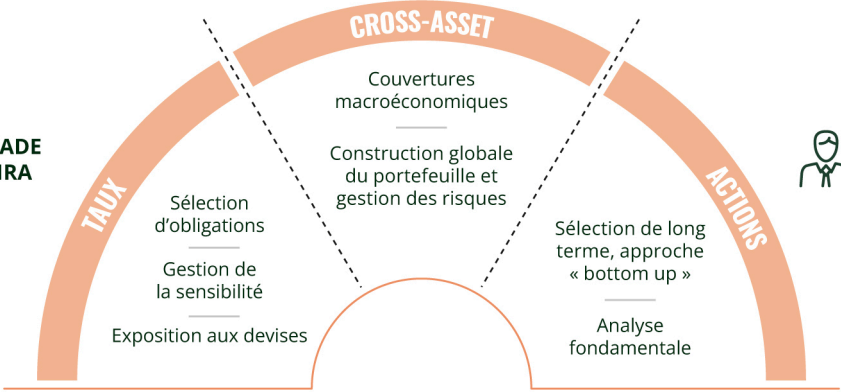 CROSS-ASSET
Couvertures
macroéconomiques
Construction globale
du portefeuille et
gestion des risques
ADE
IRA
TAUX
Sélection
d’obligations
Gestion de
la sensibilité
Exposition aux devises
ACTIONS
Sélection de long
terme, approche
« bottom up »
Analyse
fondamentale